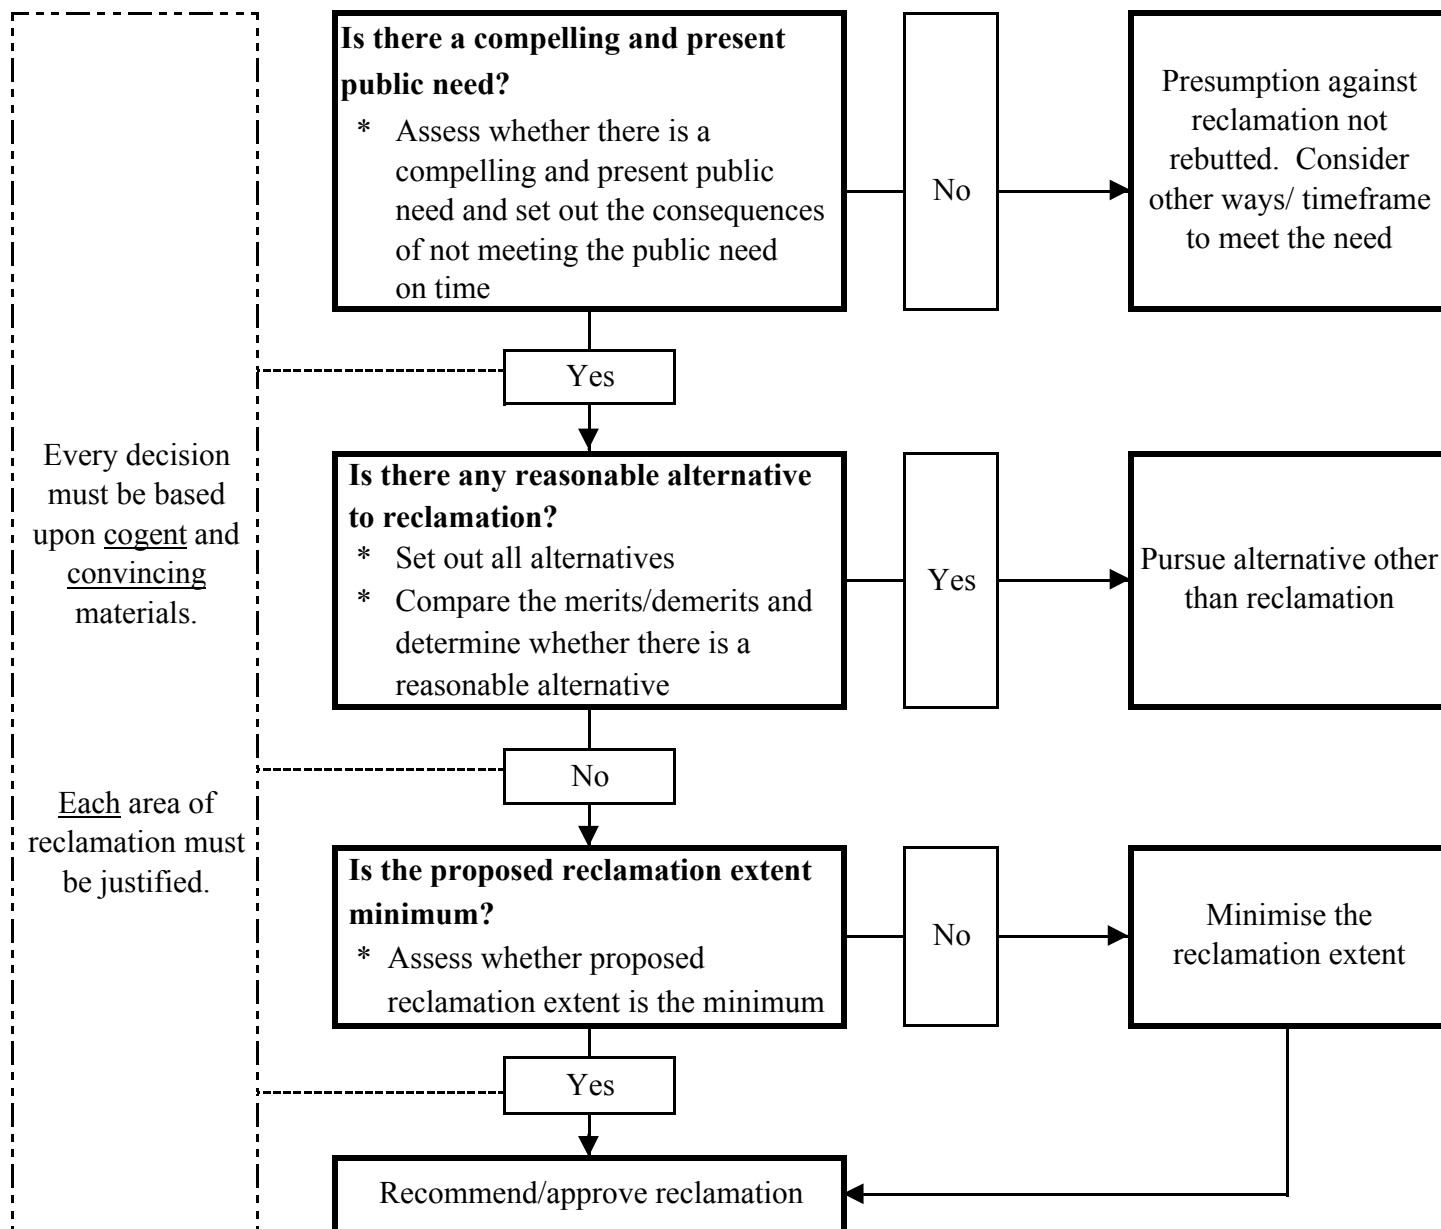 Is there a compelling and present
public need?
* Assess whether there is a
compelling and present public
need and set out the consequences
of not meeting the public need
on time
No
Presumption against
reclamation not
rebutted. Consider
other ways/ timeframe
to meet the need
Yes
Every decision
must be based
upon cogent and
convincing
materials.
Each area of
reclamation must
be justified.
Is there any reasonable alternative
to reclamation?
* Set out all alternatives
* Compare the merits/demerits and
determine whether there is a
reasonable alternative
Yes
Pursue alternative other
than reclamation
No
Is the proposed reclamation extent
minimum?
* Assess whether proposed
reclamation extent is the minimum
No
Minimise the
reclamation extent
Yes
Recommend/approve reclamation